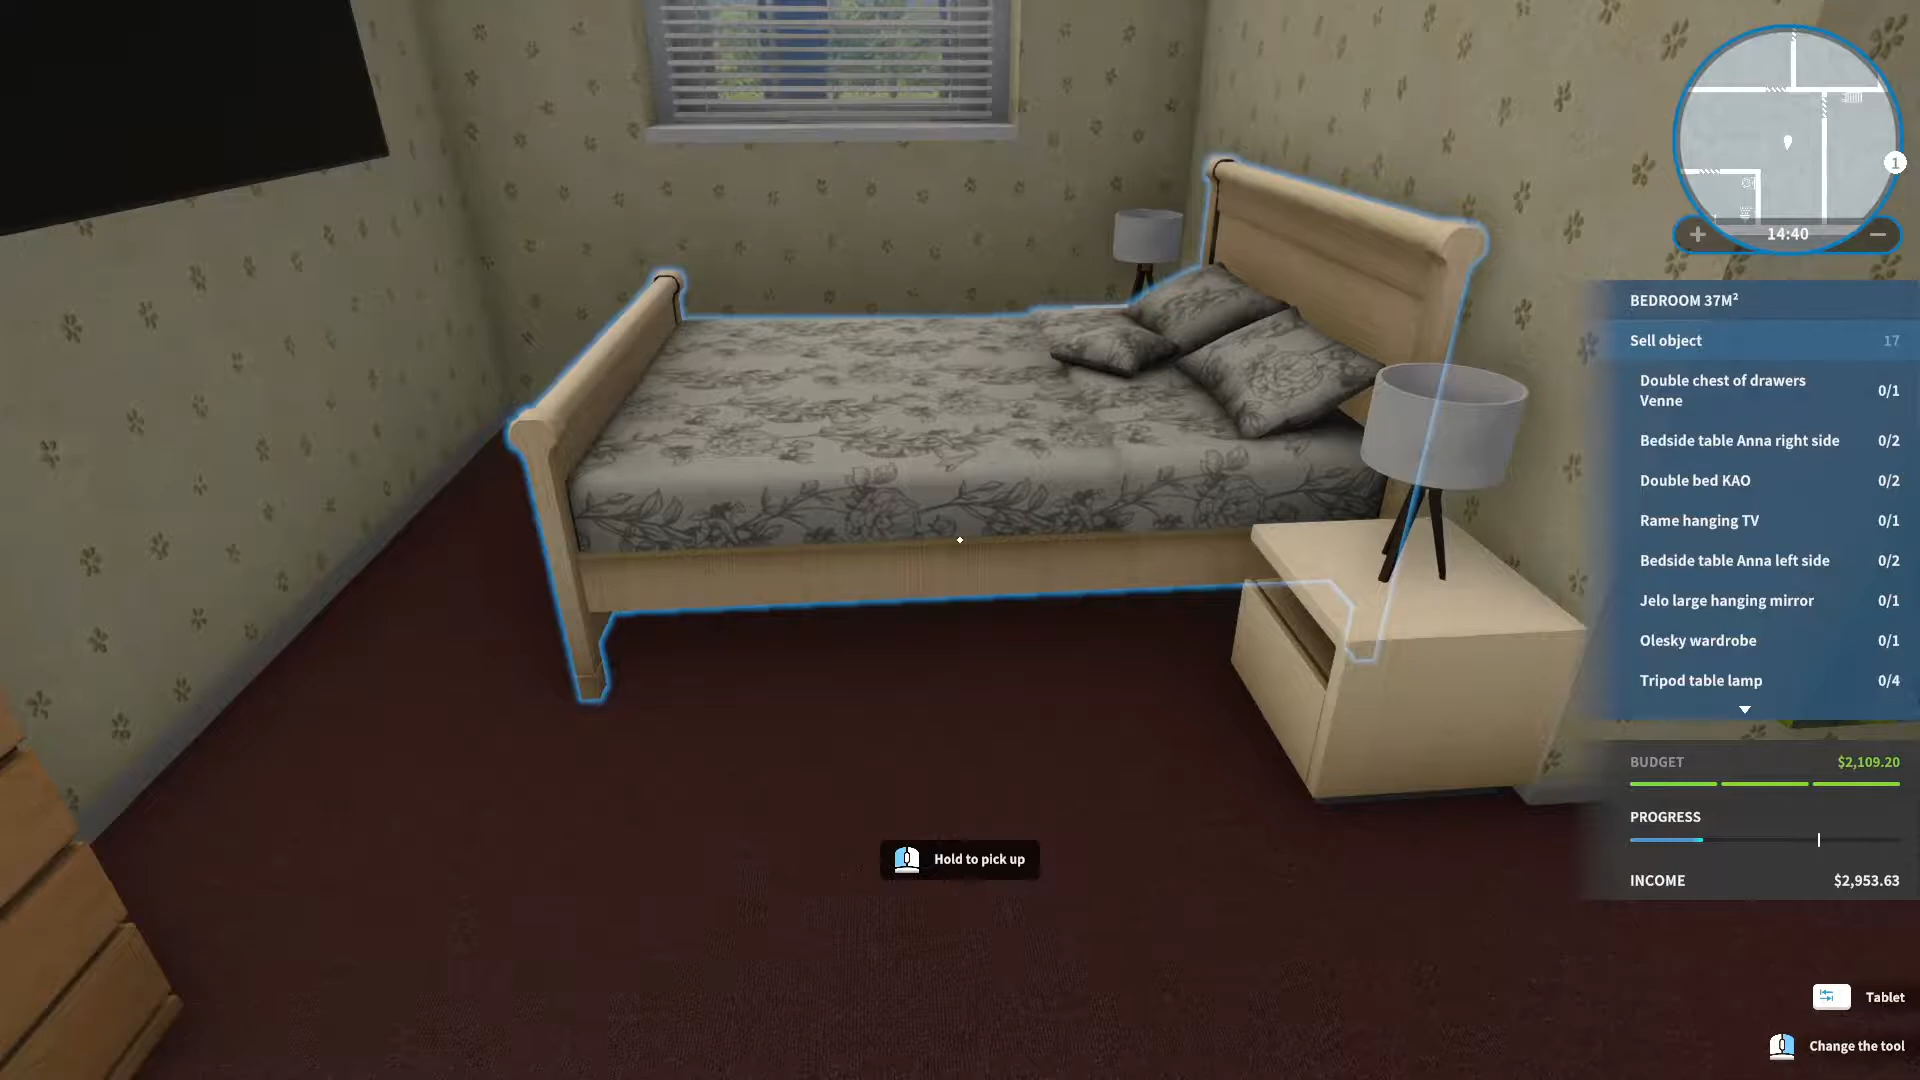 1
14:40
BEDROOM 37M²
Sell object 17
Double chest of drawers
Venne 0/1
Bedside table Anna right side 0/2
Double bed KAO 0/2
Rame hanging TV 0/1
Bedside table Anna left side 0/2
Jelo large hanging mirror 0/1
Olesky wardrobe 0/1
Tripod table lamp 0/4
BUDGET $2,109.20
PROGRESS
Hold to pick up
INCOME $2,953.63
Tablet
Change the tool